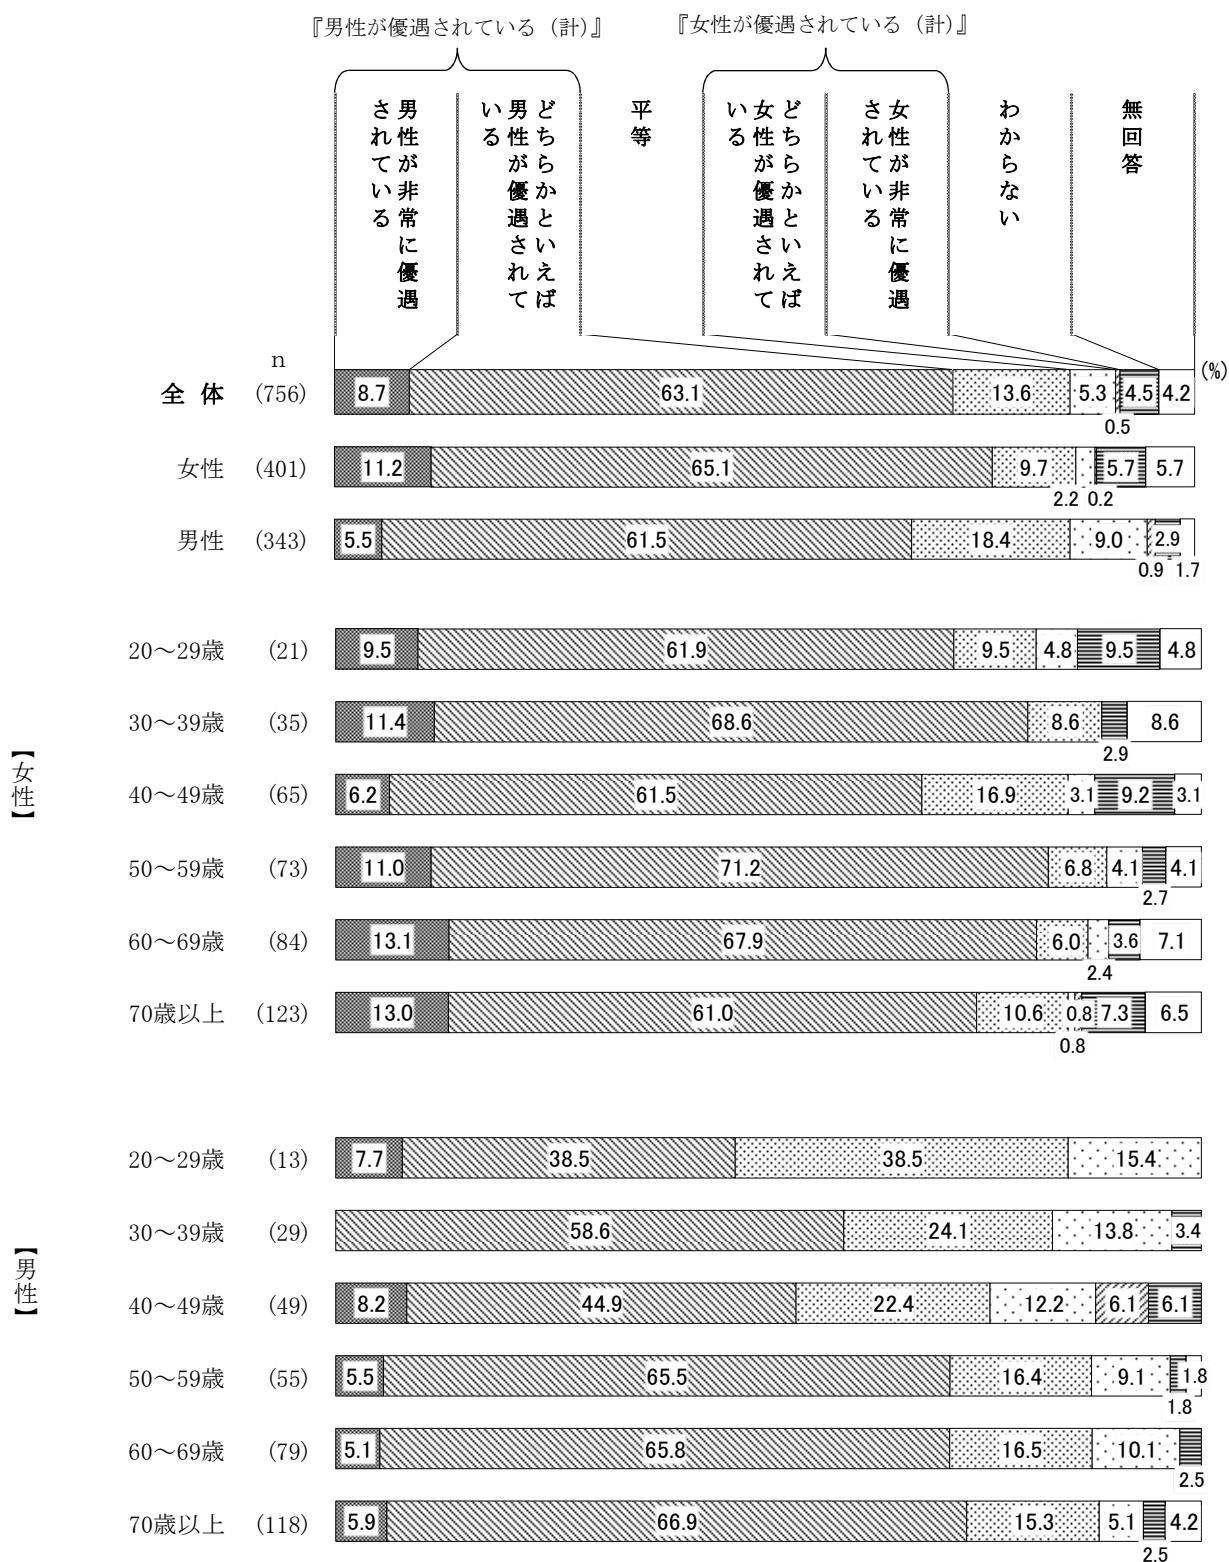 『男性が優遇されている（計）』
『女性が優遇されている（計）』
男性が非常に優遇
されている
どちらかといえば
男性が優遇されて
いる
平等
どちらかといえば
女性が優遇されて
いる
女性が非常に優遇
されている
わからない
無回答
n
(%)
全体 (756) 8.7 63.1 13.6 5.3 4.5 4.2
0.5
女性 (401) 11.2 65.1 9.7 5.7 5.7
2.2 0.2
男性 (343) 5.5 61.5 18.4 9.0 2.9
0.9 1.7
【女性】
20～29歳 (21) 9.5 61.9 9.5 4.8 9.5 4.8
30～39歳 (35) 11.4 68.6 8.6 8.6
2.9
40～49歳 (65) 6.2 61.5 16.9 3.1 9.2 3.1
50～59歳 (73) 11.0 71.2 6.8 4.1 4.1
2.7
60～69歳 (84) 13.1 67.9 6.0 3.6 7.1
2.4
70歳以上 (123) 13.0 61.0 10.6 0.8 7.3 6.5
0.8
【男性】
20～29歳 (13) 7.7 38.5 38.5 15.4
30～39歳 (29) 58.6 24.1 13.8 3.4
40～49歳 (49) 8.2 44.9 22.4 12.2 6.1 6.1
50～59歳 (55) 5.5 65.5 16.4 9.1 1.8
1.8
60～69歳 (79) 5.1 65.8 16.5 10.1
2.5
70歳以上 (118) 5.9 66.9 15.3 5.1 4.2
2.5